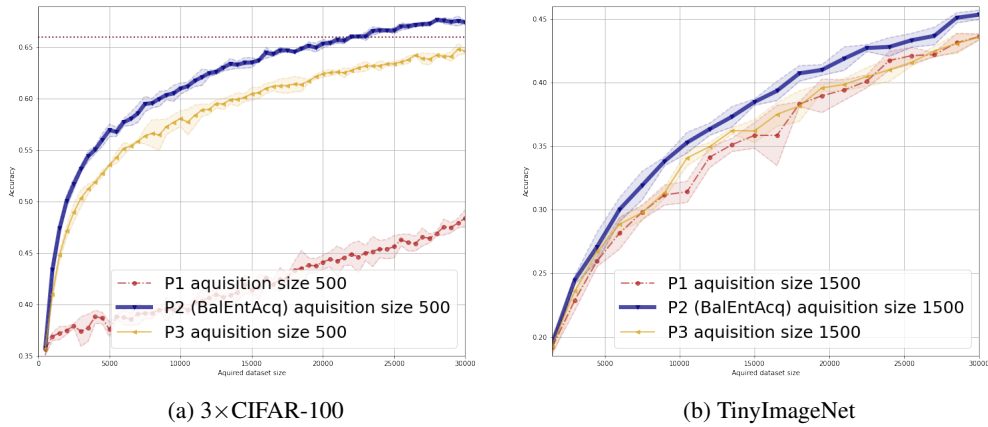 0.65
0.60
0.55
0.50
0.45
0.40
0.35
Accuracy
P1 aquisition size 500
P2 (BalEntAcq) aquisition size 500
P3 aquisition size 500
0 5000 10000 15000 20000 25000 30000
Aquired dataset size
(a) 3×CIFAR-100
0.45
0.40
0.35
0.30
0.25
0.20
Accuracy
P1 aquisition size 1500
P2 (BalEntAcq) aquisition size 1500
P3 aquisition size 1500
5000 10000 15000 20000 25000 30000
Aquired dataset size
(b) TinyImageNet